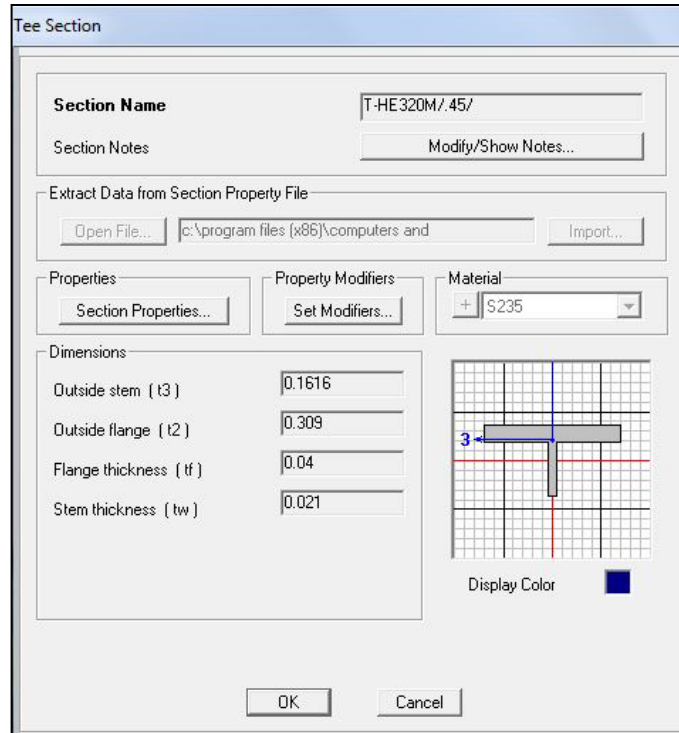 Tee Section
Section Name
T-HE320M/.45/
Section Notes
Modify/Show Notes...
Extract Data from Section Property File
Open File...
c:\program files (x86)\computers and
Import...
Properties
Section Properties...
Property Modifiers
Set Modifiers...
Material
+
S235
Dimensions
Outside stem ( t3 )
0.1616
Outside flange ( t2 )
0.309
Flange thickness ( tf )
0.04
Stem thickness ( tw )
0.021
3
Display Color
OK
Cancel